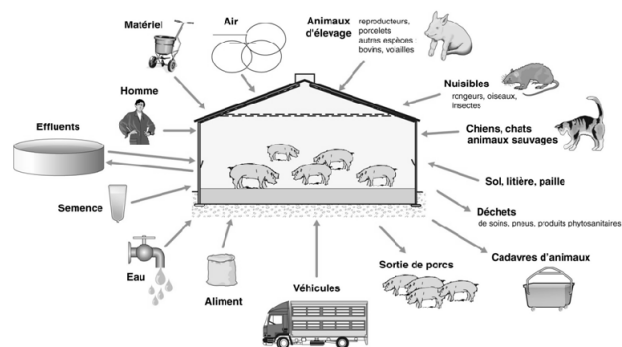 Matériel
Air
Animaux
d'élevage
reproducteurs,
porcelets
autres espèces :
bovins, volailles
Nuisibles
rongeurs, oiseaux,
insectes
Homme
Effluents
Chiens, chats
animaux sauvages
Sol, litière, paille
Semence
Déchets
de soins, pneus, produits phytosanitaires
Eau
Aliment
Véhicules
Sortie de porcs
Cadavres d'animaux